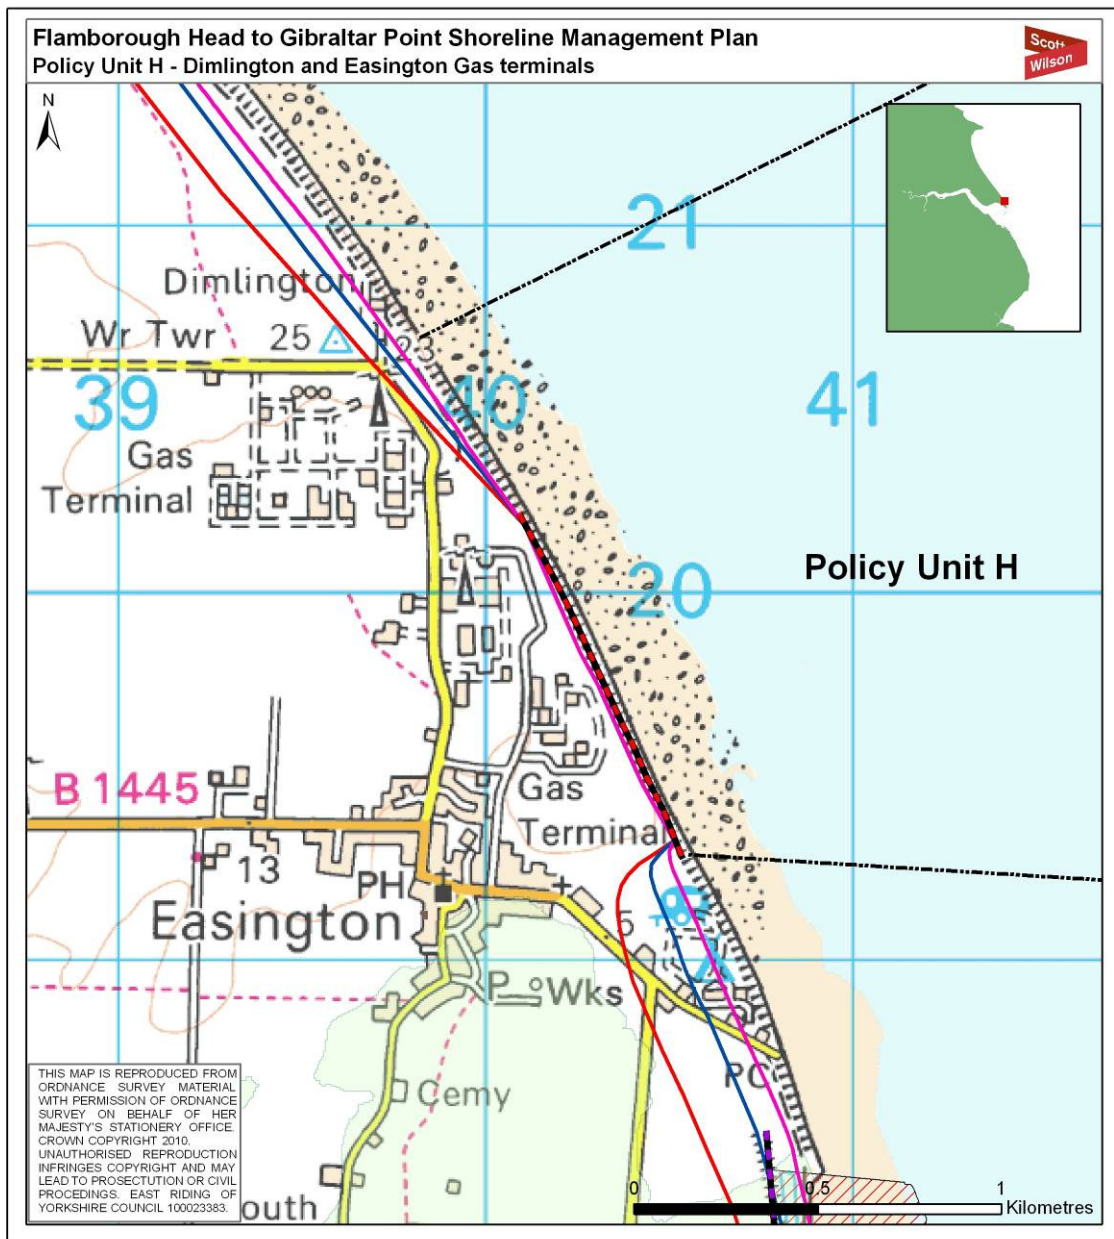 Flamborough Head to Gibraltar Point Shoreline Management Plan
Policy Unit H - Dimlington and Easington Gas terminals
Scott
Wilson
N
21
Dimlington
Wr Twr
25
23
39
40
41
Gas
Terminal
20
Policy Unit H
B 1445
Gas
Terminal
13
PH
Easington
5
P
Wks
PC
Cemy
outh
THIS MAP IS REPRODUCED FROM
ORDNANCE SURVEY MATERIAL
WITH PERMISSION OF ORDNANCE
SURVEY ON BEHALF OF HER
MAJESTY'S STATIONERY OFFICE.
CROWN COPYRIGHT 2010.
UNAUTHORISED REPRODUCTION
INFRINGES COPYRIGHT AND MAY
LEAD TO PROSECTUTION OR CIVIL
PROCEDINGS. EAST RIDING OF
YORKSHIRE COUNCIL 100023383.
0 0.5 1
Kilometres